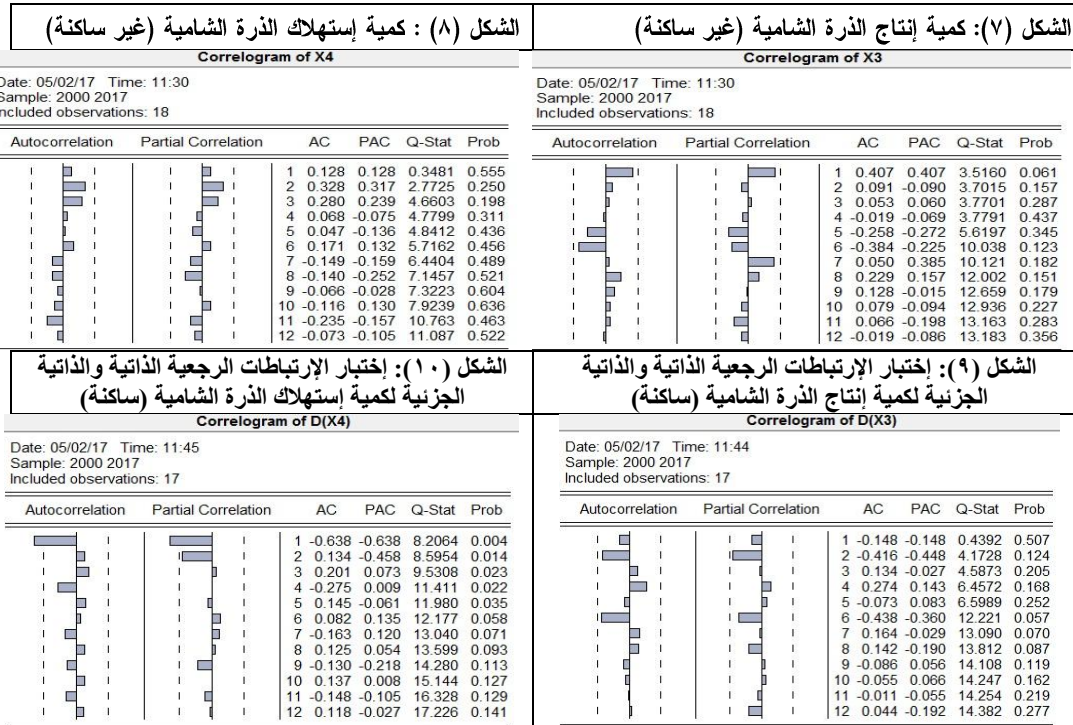 الشكل (٧): كمية إنتاج الذرة الشامية (غير ساكنة)
Correlogram of X3
Date: 05/02/17 Time: 11:30
Sample: 2000 2017
Included observations: 18
Autocorrelation Partial Correlation AC PAC Q-Stat Prob
1 0.407 0.407 3.5160 0.061
2 0.091 -0.090 3.7015 0.157
3 0.053 0.060 3.7701 0.287
4 -0.019 -0.069 3.7791 0.437
5 -0.258 -0.272 5.6197 0.345
6 -0.384 -0.225 10.038 0.123
7 0.050 0.385 10.121 0.182
8 0.229 0.157 12.002 0.151
9 0.128 -0.015 12.659 0.179
10 0.079 -0.094 12.936 0.227
11 0.066 -0.198 13.163 0.283
12 -0.019 -0.086 13.183 0.356
الشكل (٨) : كمية إستهلاك الذرة الشامية (غير ساكنة)
Correlogram of X4
Date: 05/02/17 Time: 11:30
Sample: 2000 2017
Included observations: 18
Autocorrelation Partial Correlation AC PAC Q-Stat Prob
1 0.128 0.128 0.3481 0.555
2 0.328 0.317 2.7725 0.250
3 0.280 0.239 4.6603 0.198
4 0.068 -0.075 4.7799 0.311
5 0.047 -0.136 4.8412 0.436
6 0.171 0.132 5.7162 0.456
7 -0.149 -0.159 6.4404 0.489
8 -0.140 -0.252 7.1457 0.521
9 -0.066 -0.028 7.3223 0.604
10 -0.116 0.130 7.9239 0.636
11 -0.235 -0.157 10.763 0.463
12 -0.073 -0.105 11.087 0.522
الشكل (٩): إختبار الإرتباطات الرجعية الذاتية والذاتية
الجزئية لكمية إنتاج الذرة الشامية (ساكنة)
Correlogram of D(X3)
Date: 05/02/17 Time: 11:44
Sample: 2000 2017
Included observations: 17
Autocorrelation Partial Correlation AC PAC Q-Stat Prob
1 -0.148 -0.148 0.4392 0.507
2 -0.416 -0.448 4.1728 0.124
3 0.134 -0.027 4.5873 0.205
4 0.274 0.143 6.4572 0.168
5 -0.073 0.083 6.5989 0.252
6 -0.438 -0.360 12.221 0.057
7 0.164 -0.029 13.090 0.070
8 0.142 -0.190 13.812 0.087
9 -0.086 0.056 14.108 0.119
10 -0.055 0.066 14.247 0.162
11 -0.011 -0.055 14.254 0.219
12 0.044 -0.192 14.382 0.277
الشكل (١٠): إختبار الإرتباطات الرجعية الذاتية والذاتية
الجزئية لكمية إستهلاك الذرة الشامية (ساكنة)
Correlogram of D(X4)
Date: 05/02/17 Time: 11:45
Sample: 2000 2017
Included observations: 17
Autocorrelation Partial Correlation AC PAC Q-Stat Prob
1 -0.638 -0.638 8.2064 0.004
2 0.134 -0.458 8.5954 0.014
3 0.201 0.073 9.5308 0.023
4 -0.275 0.009 11.411 0.022
5 0.145 -0.061 11.980 0.035
6 0.082 0.135 12.177 0.058
7 -0.163 0.120 13.040 0.071
8 0.125 0.054 13.599 0.093
9 -0.130 -0.218 14.280 0.113
10 0.137 0.008 15.144 0.127
11 -0.148 -0.105 16.328 0.129
12 0.118 -0.027 17.226 0.141